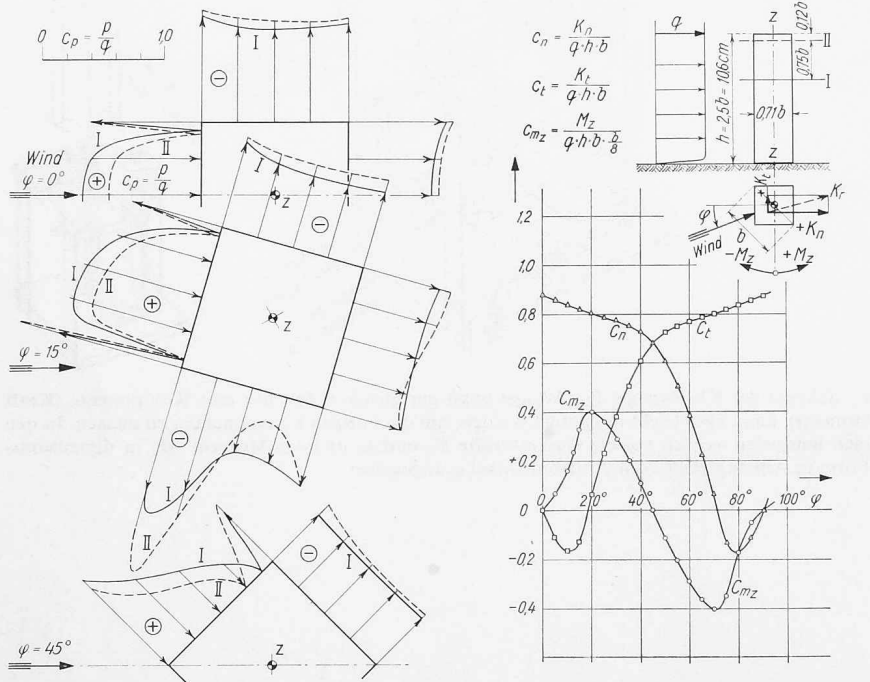 0 c_p = p/q 1,0
I
⊖
I
II
Wind
φ = 0°
⊕
c_p = p/q
z
I
⊖
I
II
⊕
z
φ = 15°
⊖
I
II
I
II
⊖
I
⊕
z
φ = 45°
c_n = K_n / q·h·b
c_t = K_t / q·h·b
c_mz = M_z / q·h·b·b/8
q
h = 2,5b = 10,6cm
z
0,12b
II
0,75b
I
0,71b
z
K_t
K_r
φ
+K_n
Wind
b
-M_z
+M_z
1,2
1,0
0,8
0,6
0,4
0,2
0
-0,2
-0,4
+
C_n
C_t
C_mz
0 20° 40° 60° 80° 100° φ
C_mz